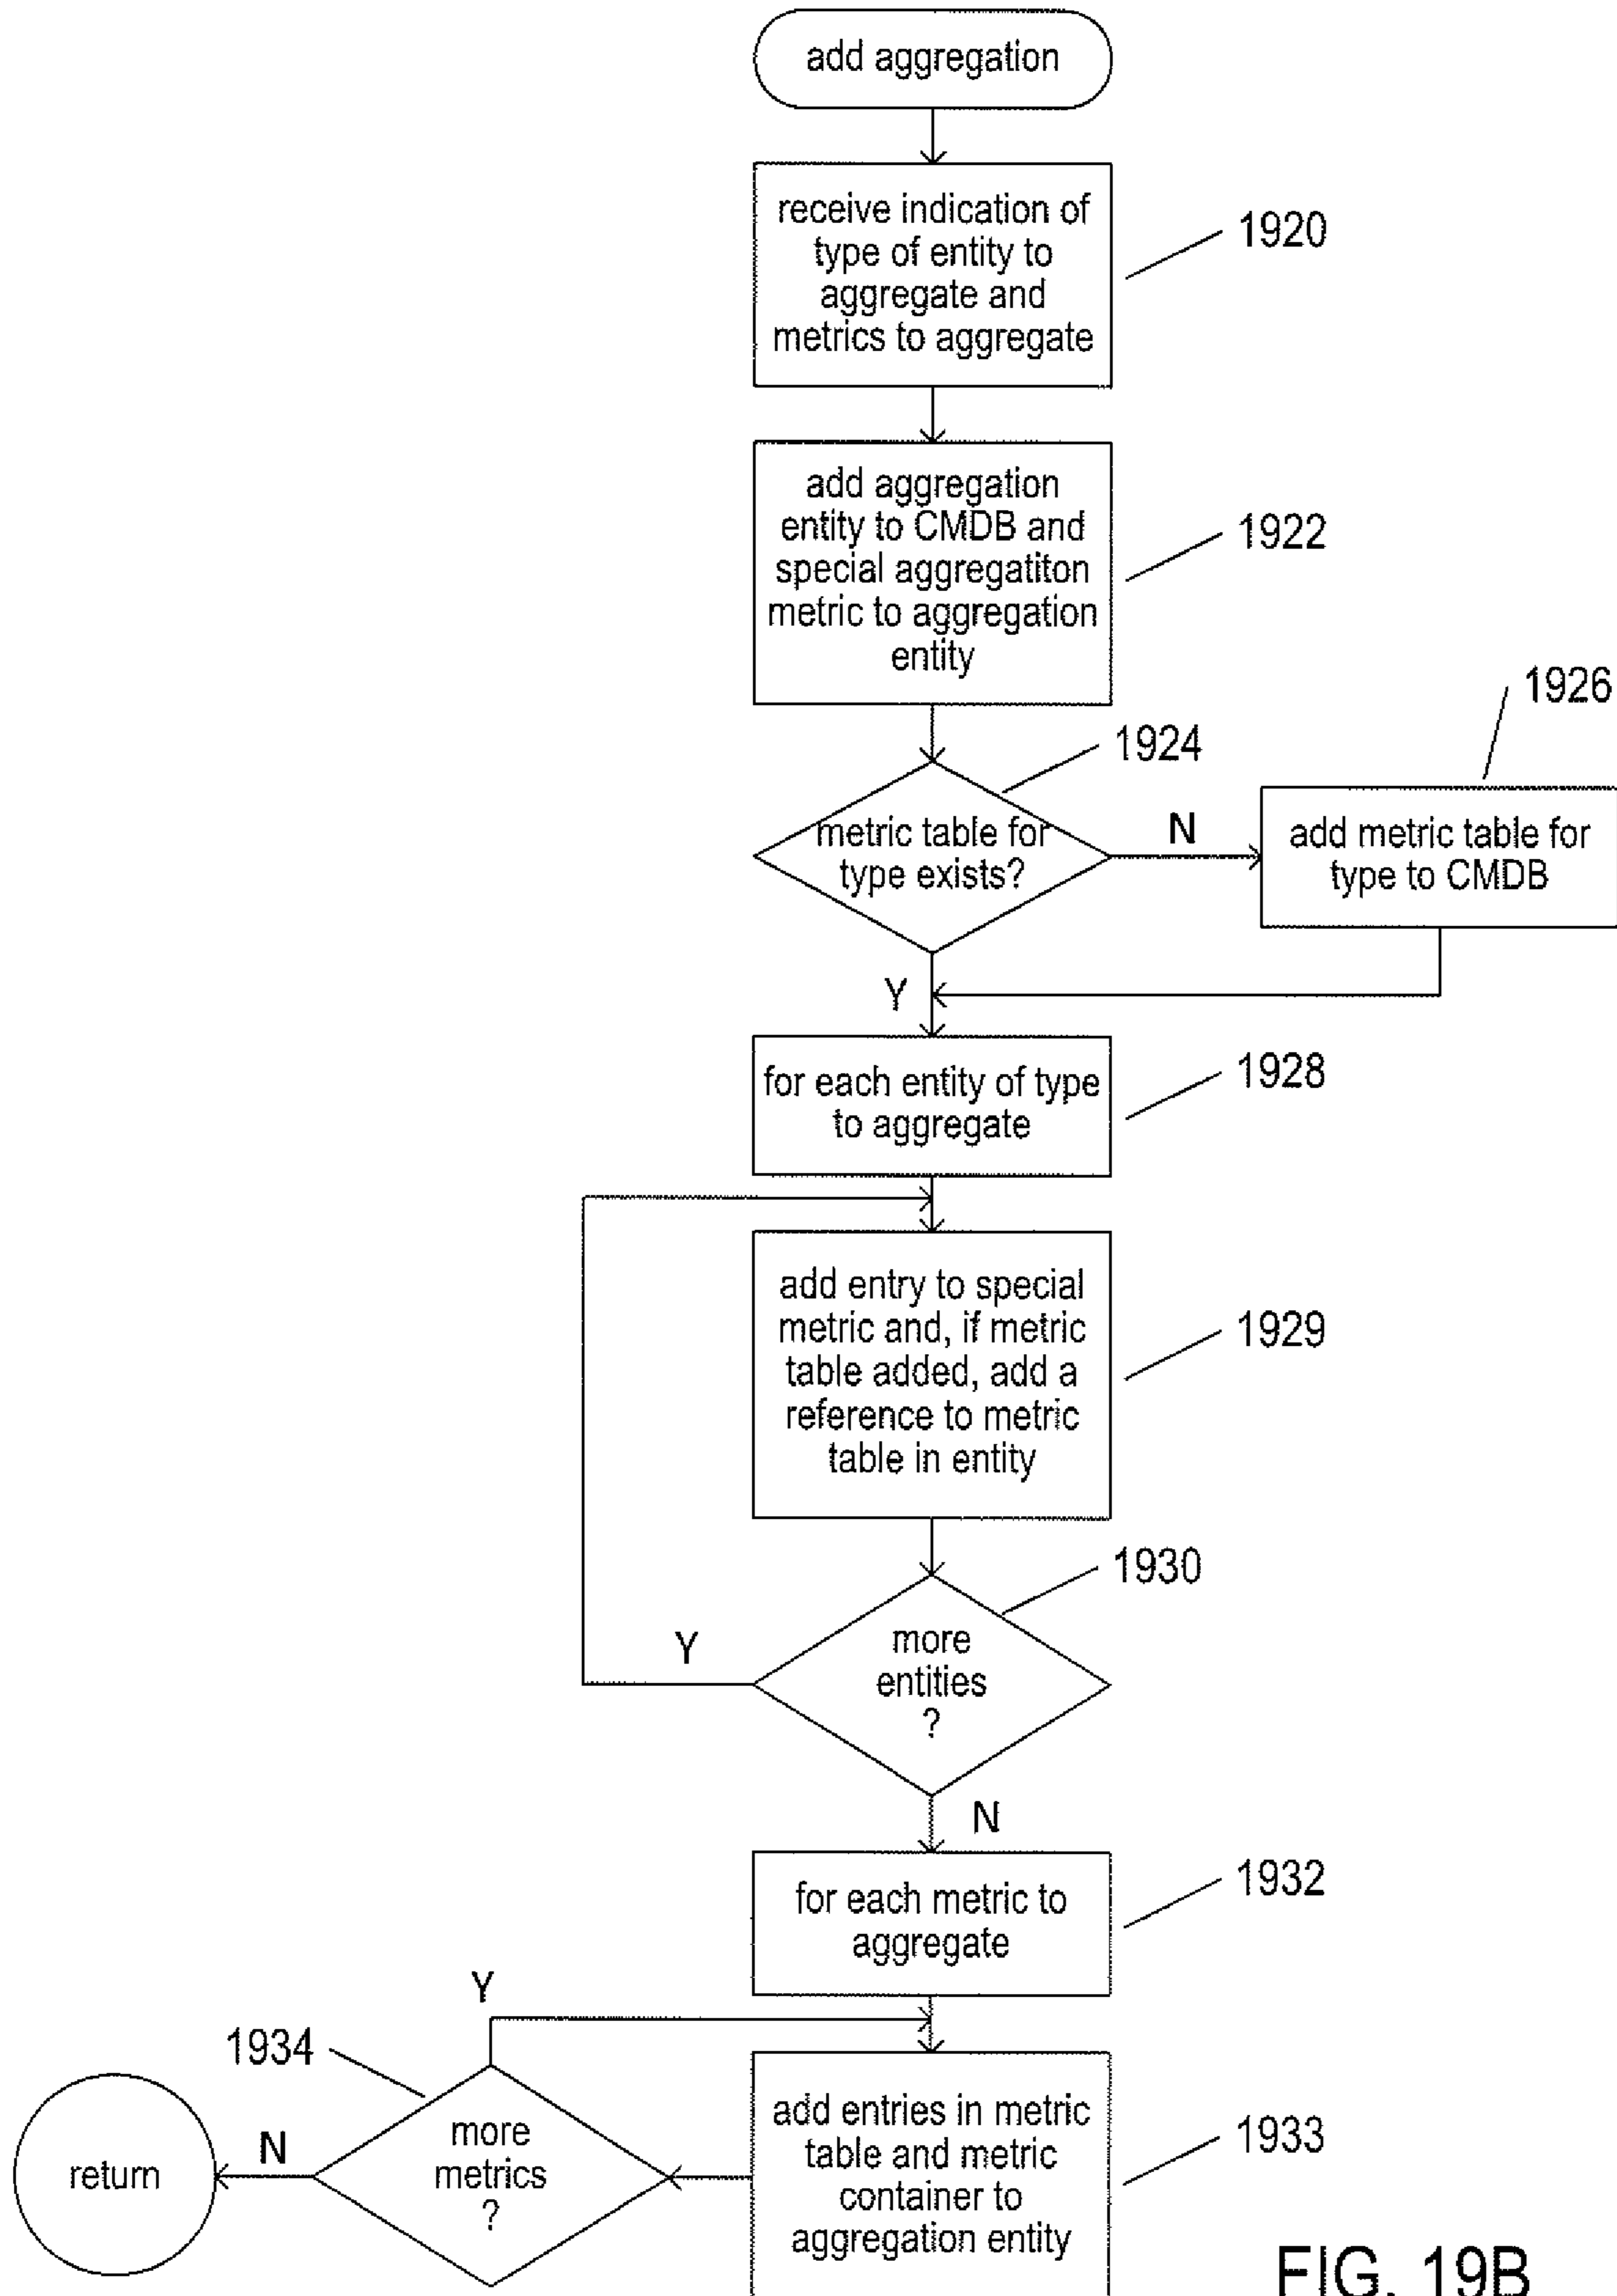 add aggregation
receive indication of
type of entity to
aggregate and
metrics to aggregate
1920
add aggregation
entity to CMDB and
special aggregatiton
metric to aggregation
entity
1922
1924
metric table for
type exists?
N
1926
add metric table for
type to CMDB
Y
for each entity of type
to aggregate
1928
add entry to special
metric and, if metric
table added, add a
reference to metric
table in entity
1929
1930
more
entities
?
Y
N
for each metric to
aggregate
1932
Y
1934
more
metrics
?
N
return
add entries in metric
table and metric
container to
aggregation entity
1933
FIG. 19B